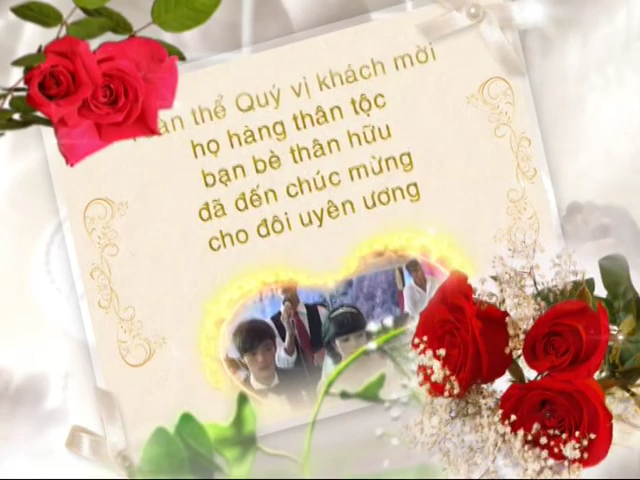 thể Quý vị khách mời
họ hàng thân tộc
bạn bè thân hữu
đã đến chúc mừng
cho đôi uyên ương